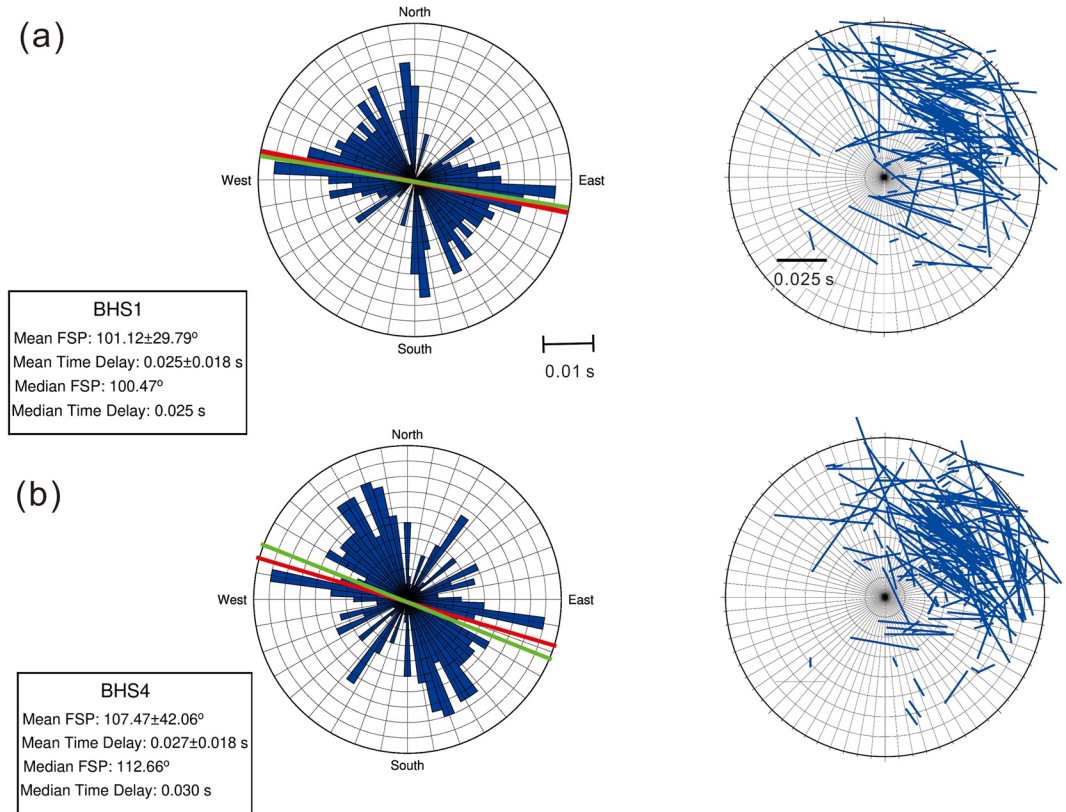 (a)
North
West
East
South
0.01 s
0.025 s
BHS1
Mean FSP: 101.12±29.79º
Mean Time Delay: 0.025±0.018 s
Median FSP: 100.47º
Median Time Delay: 0.025 s
(b)
North
West
East
South
BHS4
Mean FSP: 107.47±42.06º
Mean Time Delay: 0.027±0.018 s
Median FSP: 112.66º
Median Time Delay: 0.030 s